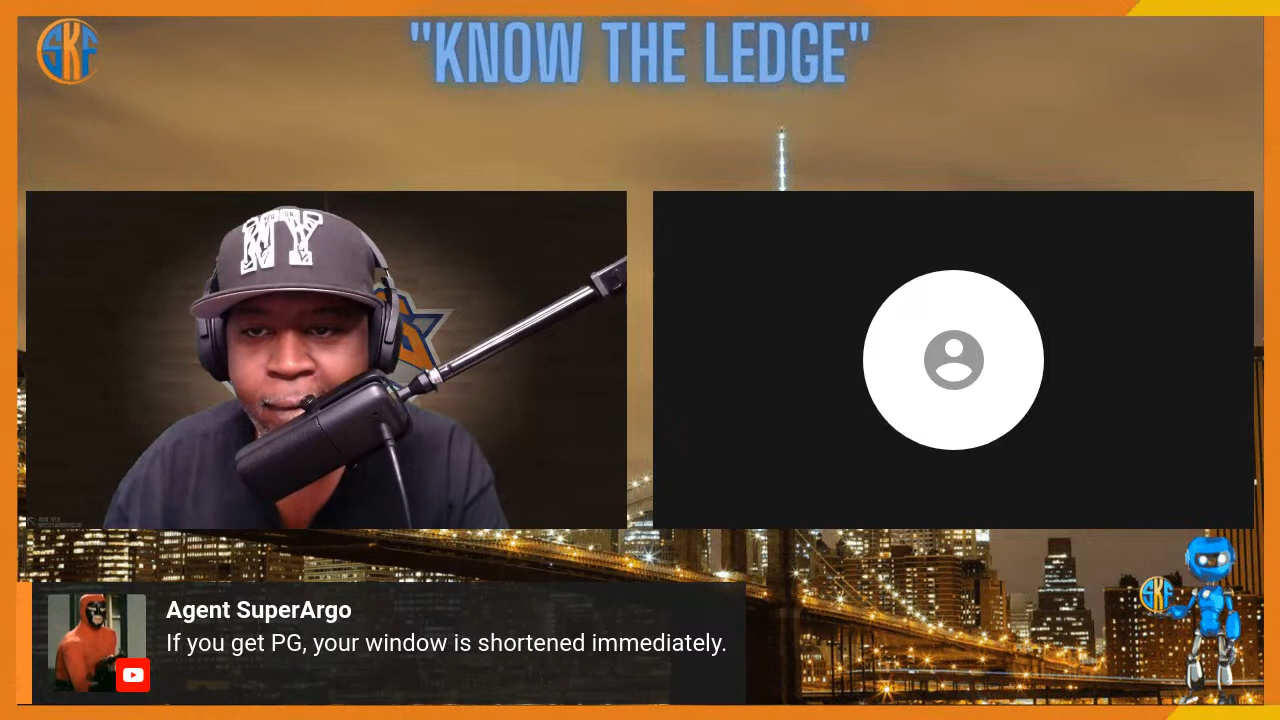 SKF
"KNOW THE LEDGE"
NY
SKF
Agent SuperArgo
If you get PG, your window is shortened immediately.